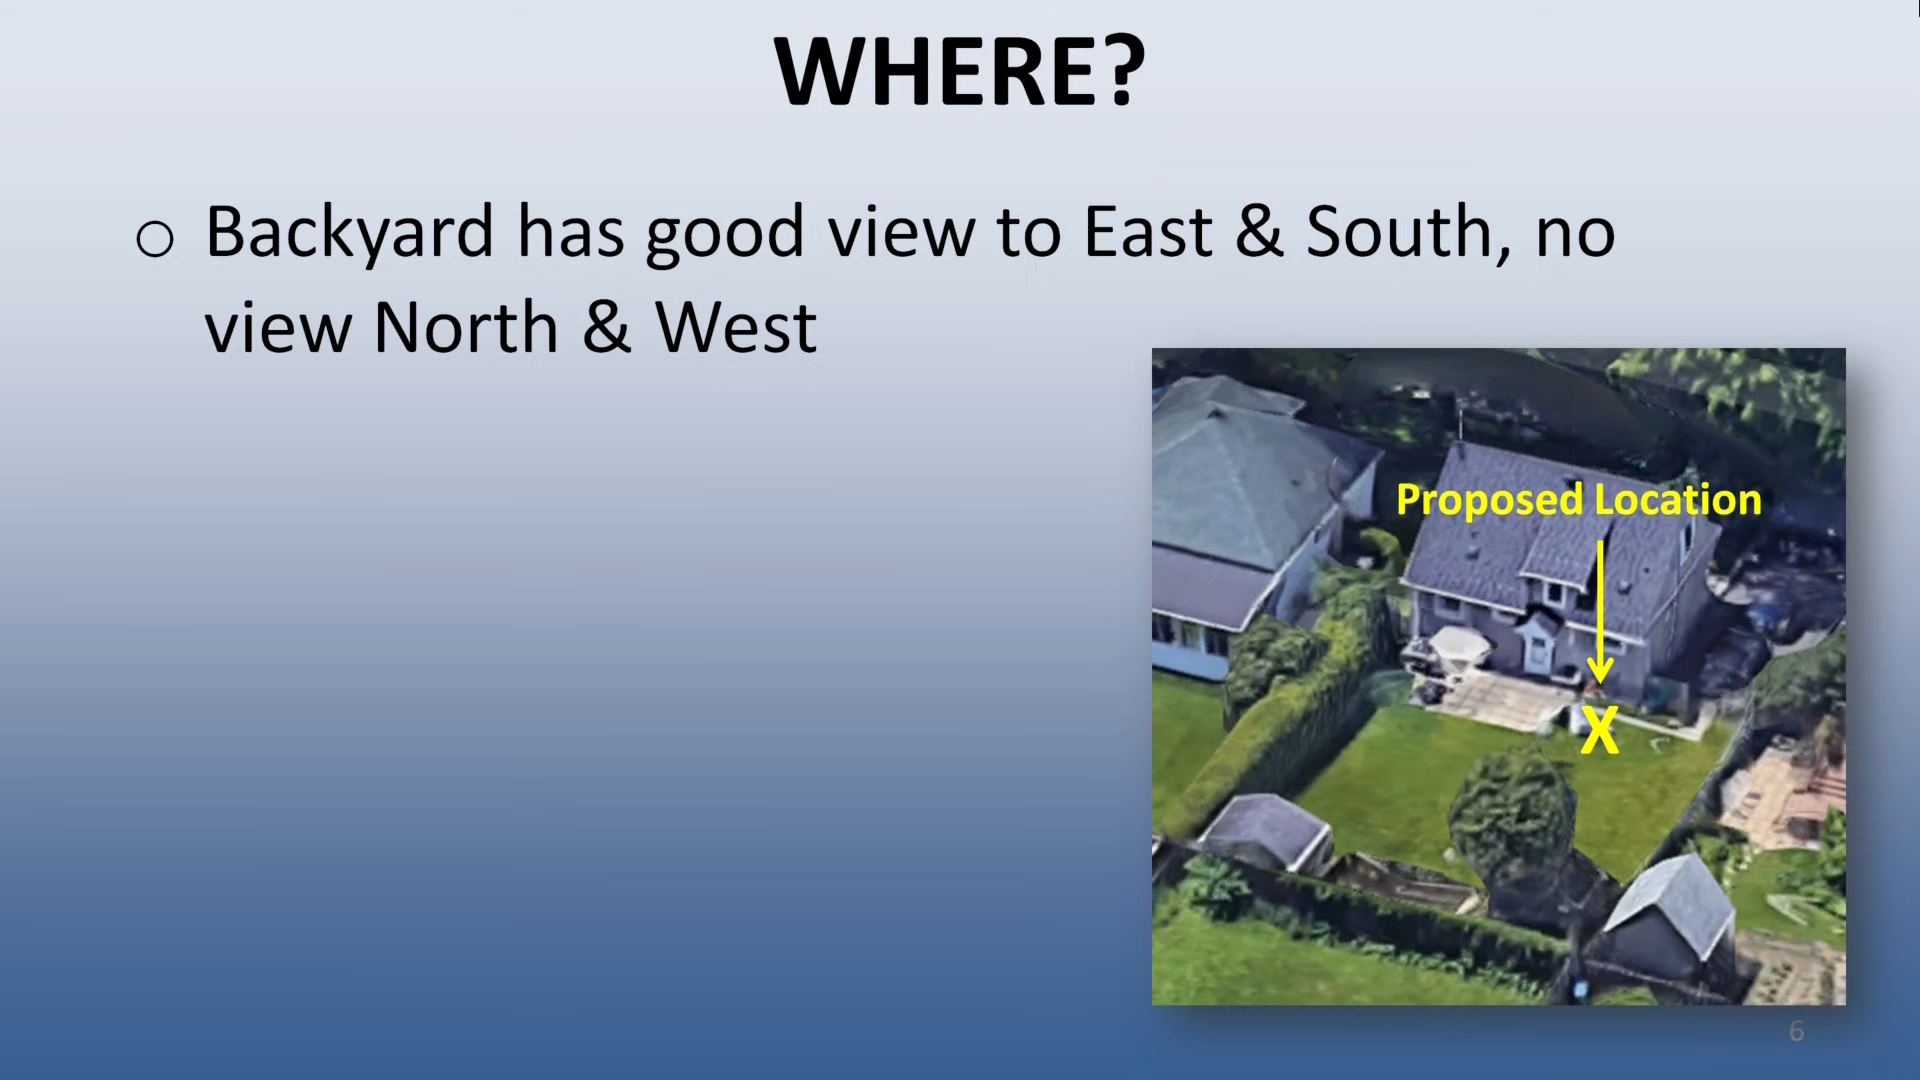 WHERE?
o Backyard has good view to East & South, no
view North & West
Proposed Location
X
6